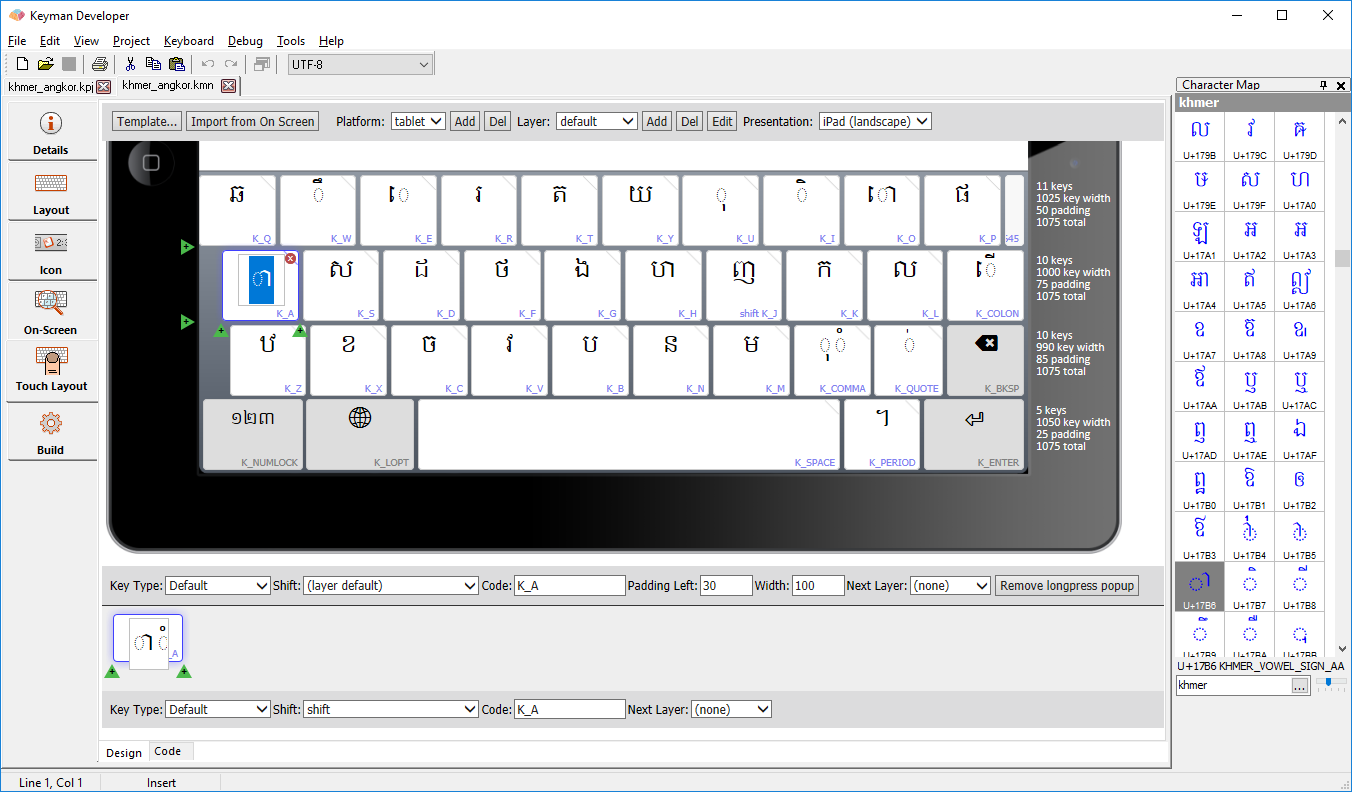 Keyman Developer
File Edit View Project Keyboard Debug Tools Help
UTF-8
khmer_angkor.kpj khmer_angkor.kmn
Details
Layout
Icon
On-Screen
Touch Layout
Build
Template... Import from On Screen Platform: tablet Add Del Layer: default Add Del Edit Presentation: iPad (landscape)
ឆ ឹ េ រ ត យ ុ ិ ោ ផ
K_Q K_W K_E K_R K_T K_Y K_U K_I K_O K_P
11 keys
1025 key width
50 padding
1075 total
ា ស ដ ថ ង ហ ញ ក ល ើ
K_A K_S K_D K_F K_G K_H shift K_J K_K K_L K_COLON
10 keys
1000 key width
75 padding
1075 total
ឋ ខ ច វ ប ន ម ុំ ់
K_Z K_X K_C K_V K_B K_N K_M K_COMMA K_QUOTE K_BKSP
10 keys
990 key width
85 padding
1075 total
១២៣ ៗ
K_NUMLOCK K_LOPT K_SPACE K_PERIOD K_ENTER
5 keys
1050 key width
25 padding
1075 total
Key Type: Default Shift: (layer default) Code: K_A Padding Left: 30 Width: 100 Next Layer: (none) Remove longpress popup
ាំ
Key Type: Default Shift: shift Code: K_A Next Layer: (none)
Design Code
Line 1, Col 1 Insert
Character Map
khmer
ល វ ឝ
U+179B U+179C U+179D
ឞ ស ហ
U+179E U+179F U+17A0
ឡ អ ឣ
U+17A1 U+17A2 U+17A3
ឤ ឥ ឦ
U+17A4 U+17A5 U+17A6
ឧ ឨ ឩ
U+17A7 U+17A8 U+17A9
ឪ ឫ ឬ
U+17AA U+17AB U+17AC
ឭ ឮ ឯ
U+17AD U+17AE U+17AF
ឰ ឱ ឲ
U+17B0 U+17B1 U+17B2
ឳ ឴ ឵
U+17B3 U+17B4 U+17B5
ា ិ ី
U+17B6 U+17B7 U+17B8
ឹ ឺ ុ
U+17B9 U+17BA U+17BB
U+17B6 KHMER_VOWEL_SIGN_AA
khmer ...